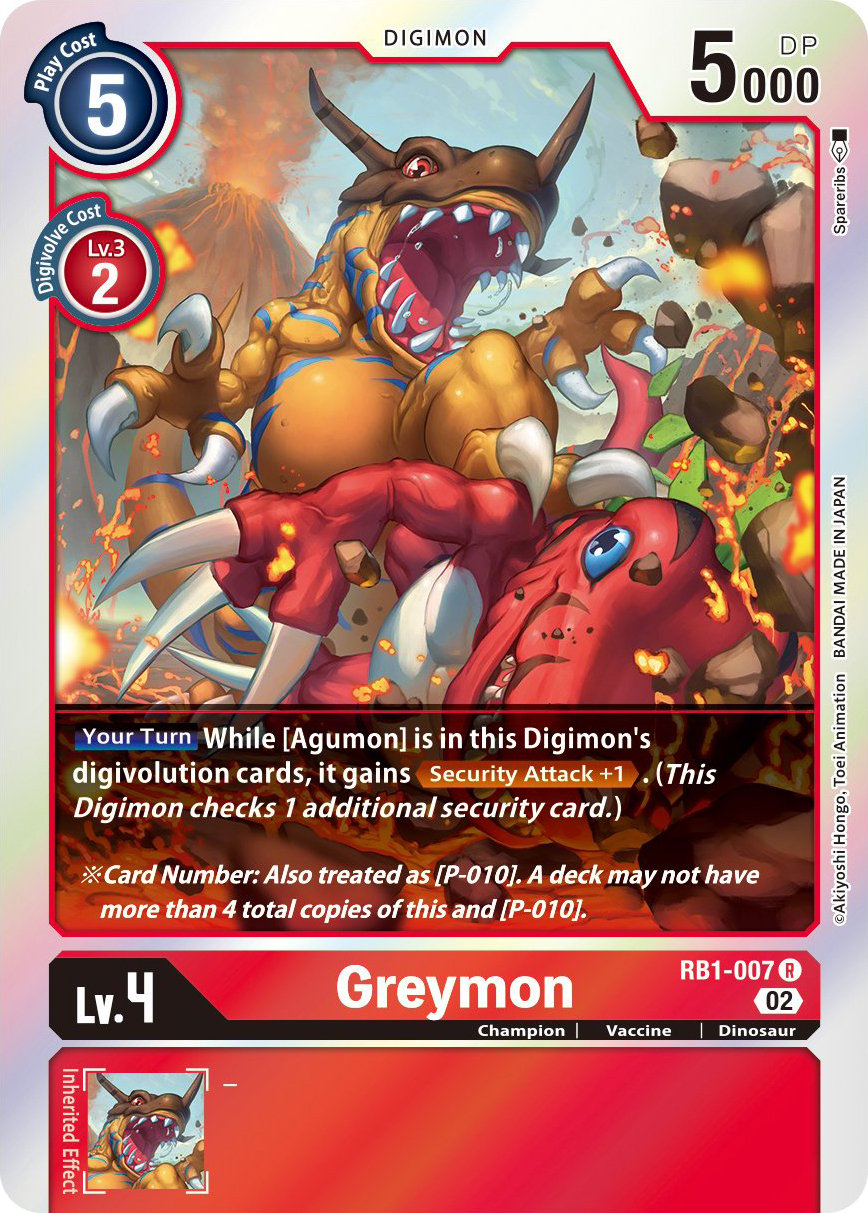 DIGIMON
Play Cost
5
DP
5000
Digivolve Cost
Lv.3
2
Spareribs
©Akiyoshi Hongo, Toei Animation BANDAI MADE IN JAPAN
Your Turn While [Agumon] is in this Digimon's
digivolution cards, it gains Security Attack +1 . (This
Digimon checks 1 additional security card.)
※Card Number: Also treated as [P-010]. A deck may not have
more than 4 total copies of this and [P-010].
Lv.4
Greymon
RB1-007 R
02
Champion | Vaccine | Dinosaur
Inherited Effect
–